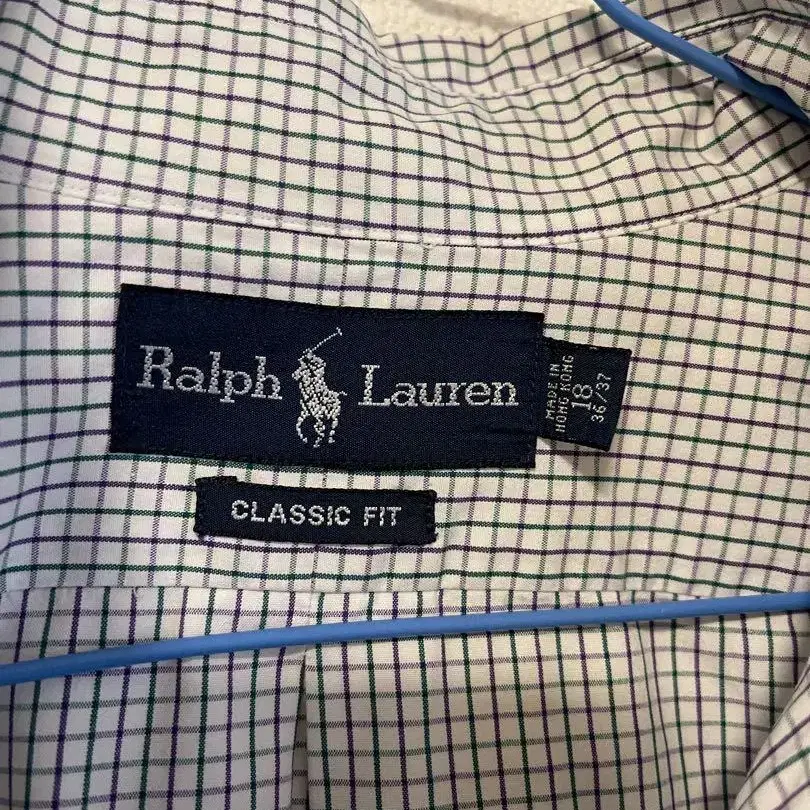 Ralph Lauren
MADE IN
HONG KONG
18
36/37
CLASSIC FIT